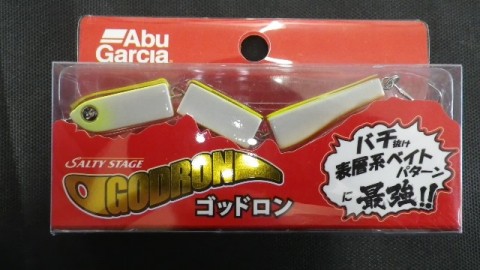 Abu
Garcia
SALTY STAGE
GODRON
ゴッドロン
バチ抜け
表層系ベイト
パターン
に最強!!